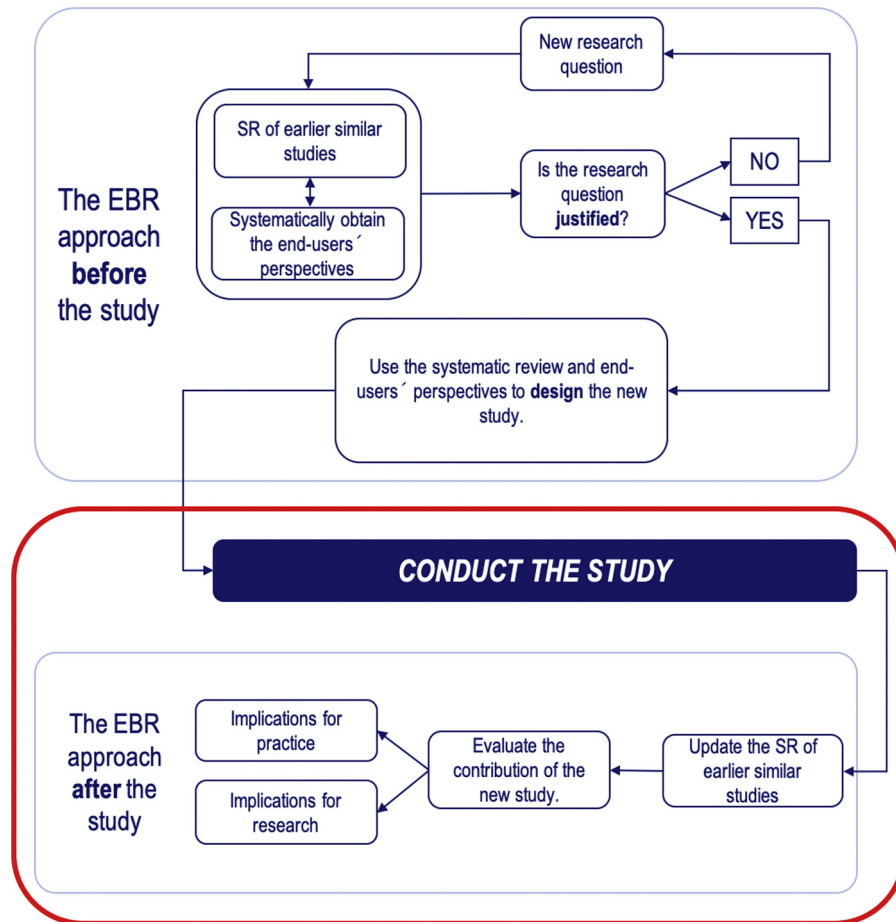 New research
question
SR of earlier similar
studies
Systematically obtain
the end-users´
perspectives
Is the research
question
justified?
NO
YES
The EBR
approach
before
the study
Use the systematic review and end-
users´ perspectives to design the new
study.
CONDUCT THE STUDY
The EBR
approach
after the
study
Implications for
practice
Implications for
research
Evaluate the
contribution of the
new study.
Update the SR of
earlier similar
studies